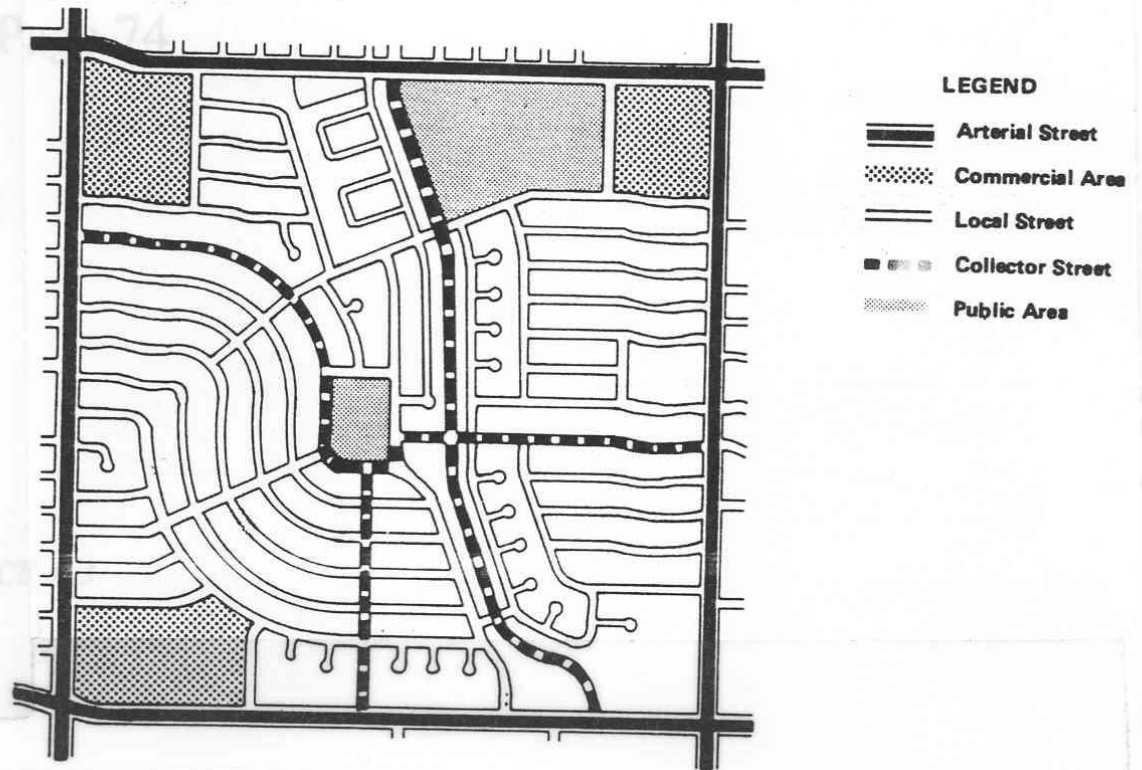 LEGEND
Arterial Street
Commercial Area
Local Street
Collector Street
Public Area